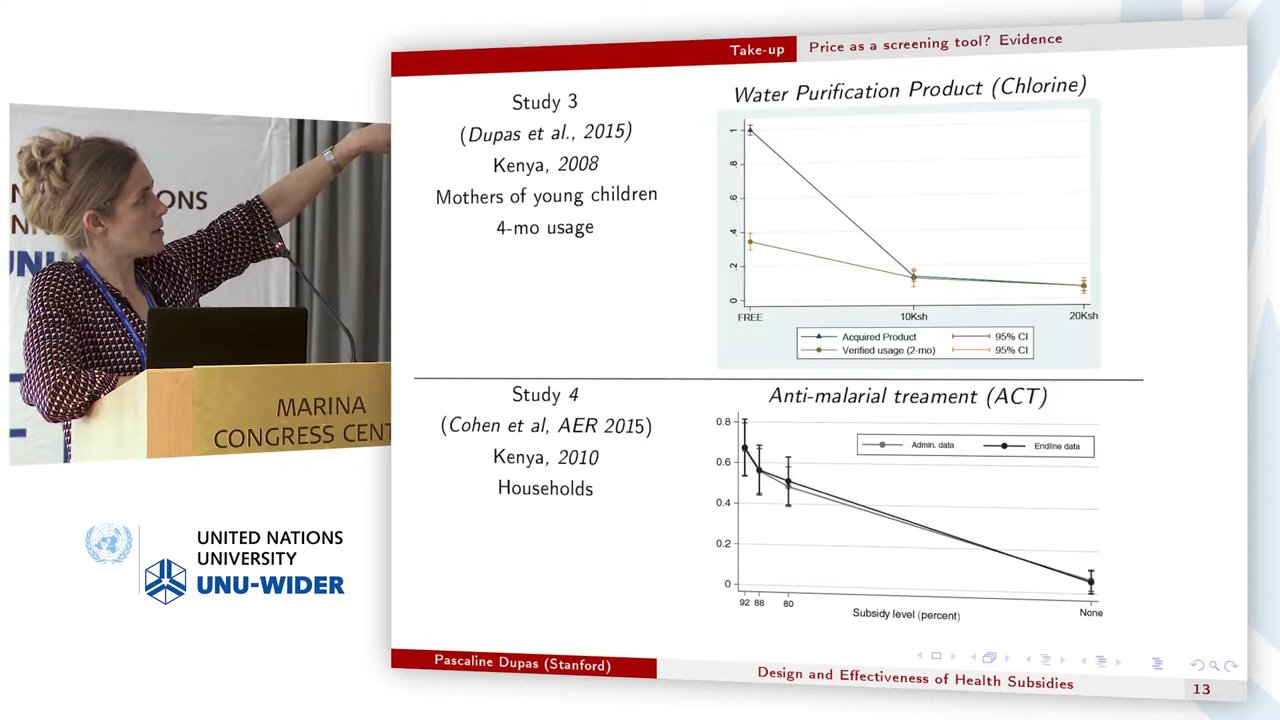 Take-up
Price as a screening tool? Evidence
Study 3
(Dupas et al., 2015)
Kenya, 2008
Mothers of young children
4-mo usage
Water Purification Product (Chlorine)
1
.8
.6
.4
.2
0
FREE
10Ksh
20Ksh
Acquired Product
95% CI
Verified usage (2-mo)
95% CI
Study 4
(Cohen et al, AER 2015)
Kenya, 2010
Households
Anti-malarial treament (ACT)
0.8
0.6
0.4
0.2
0
Admin. data
Endline data
92
88
80
None
Subsidy level (percent)
Pascaline Dupas (Stanford)
Design and Effectiveness of Health Subsidies
13
ONS
MARINA
CONGRESS CENT
UNITED NATIONS
UNIVERSITY
UNU-WIDER